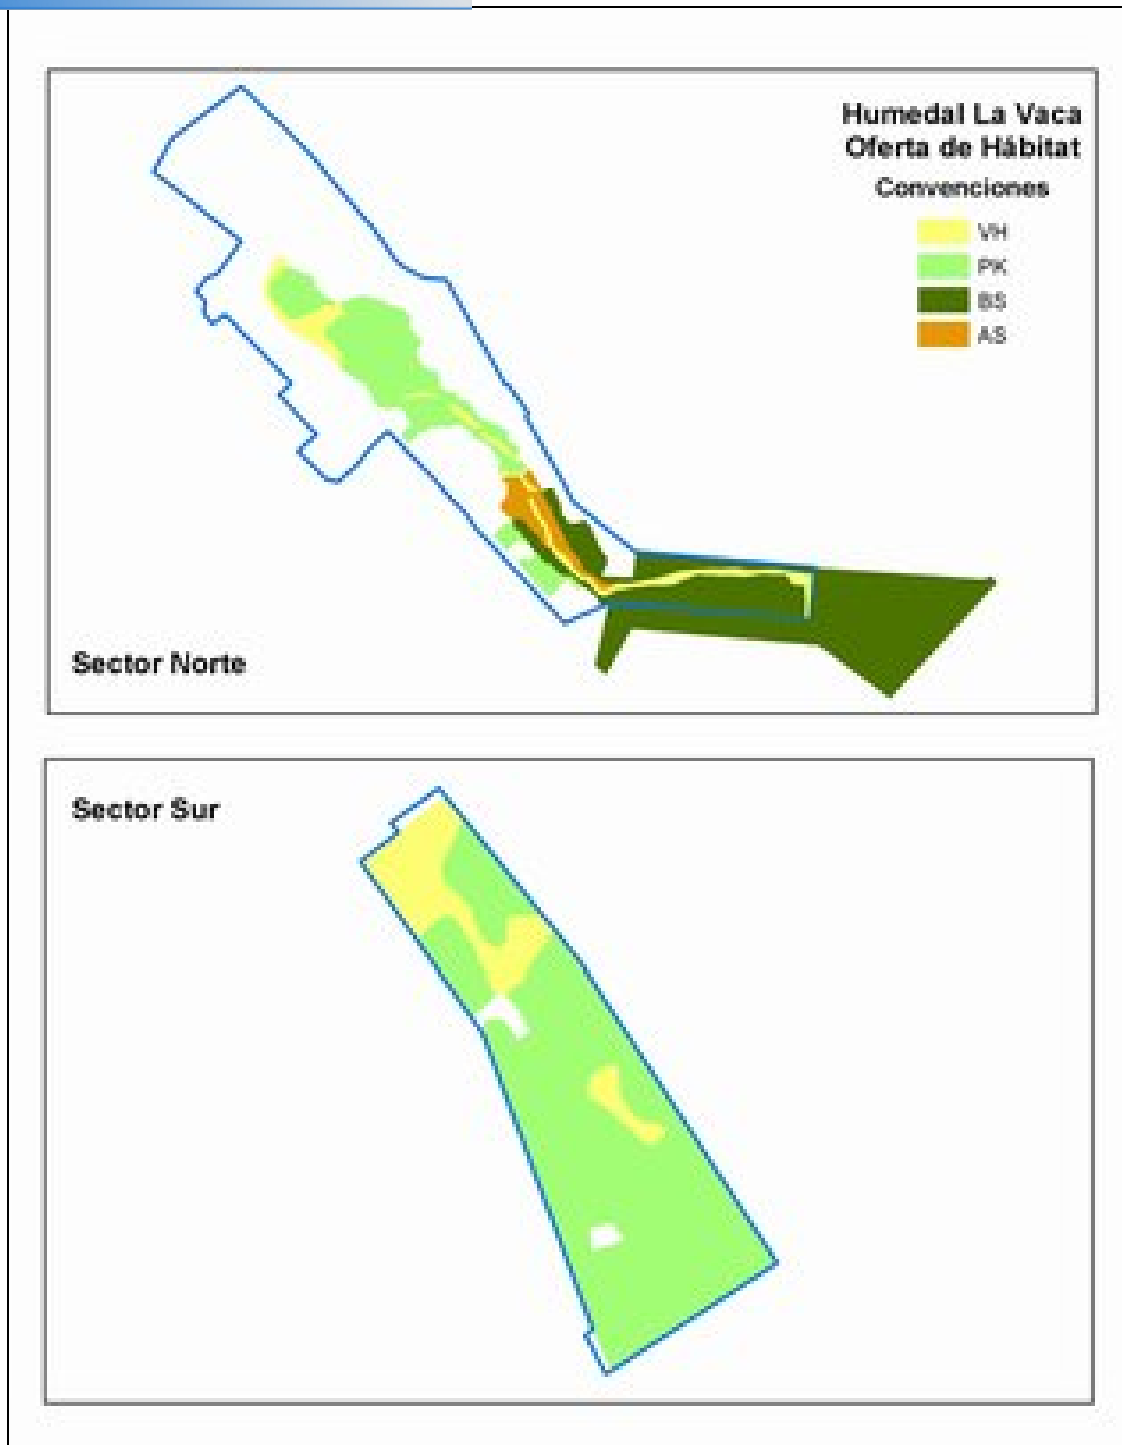 Humedal La Vaca
Oferta de Hábitat
Convenciones
VH
PK
BS
AS
Sector Norte
Sector Sur